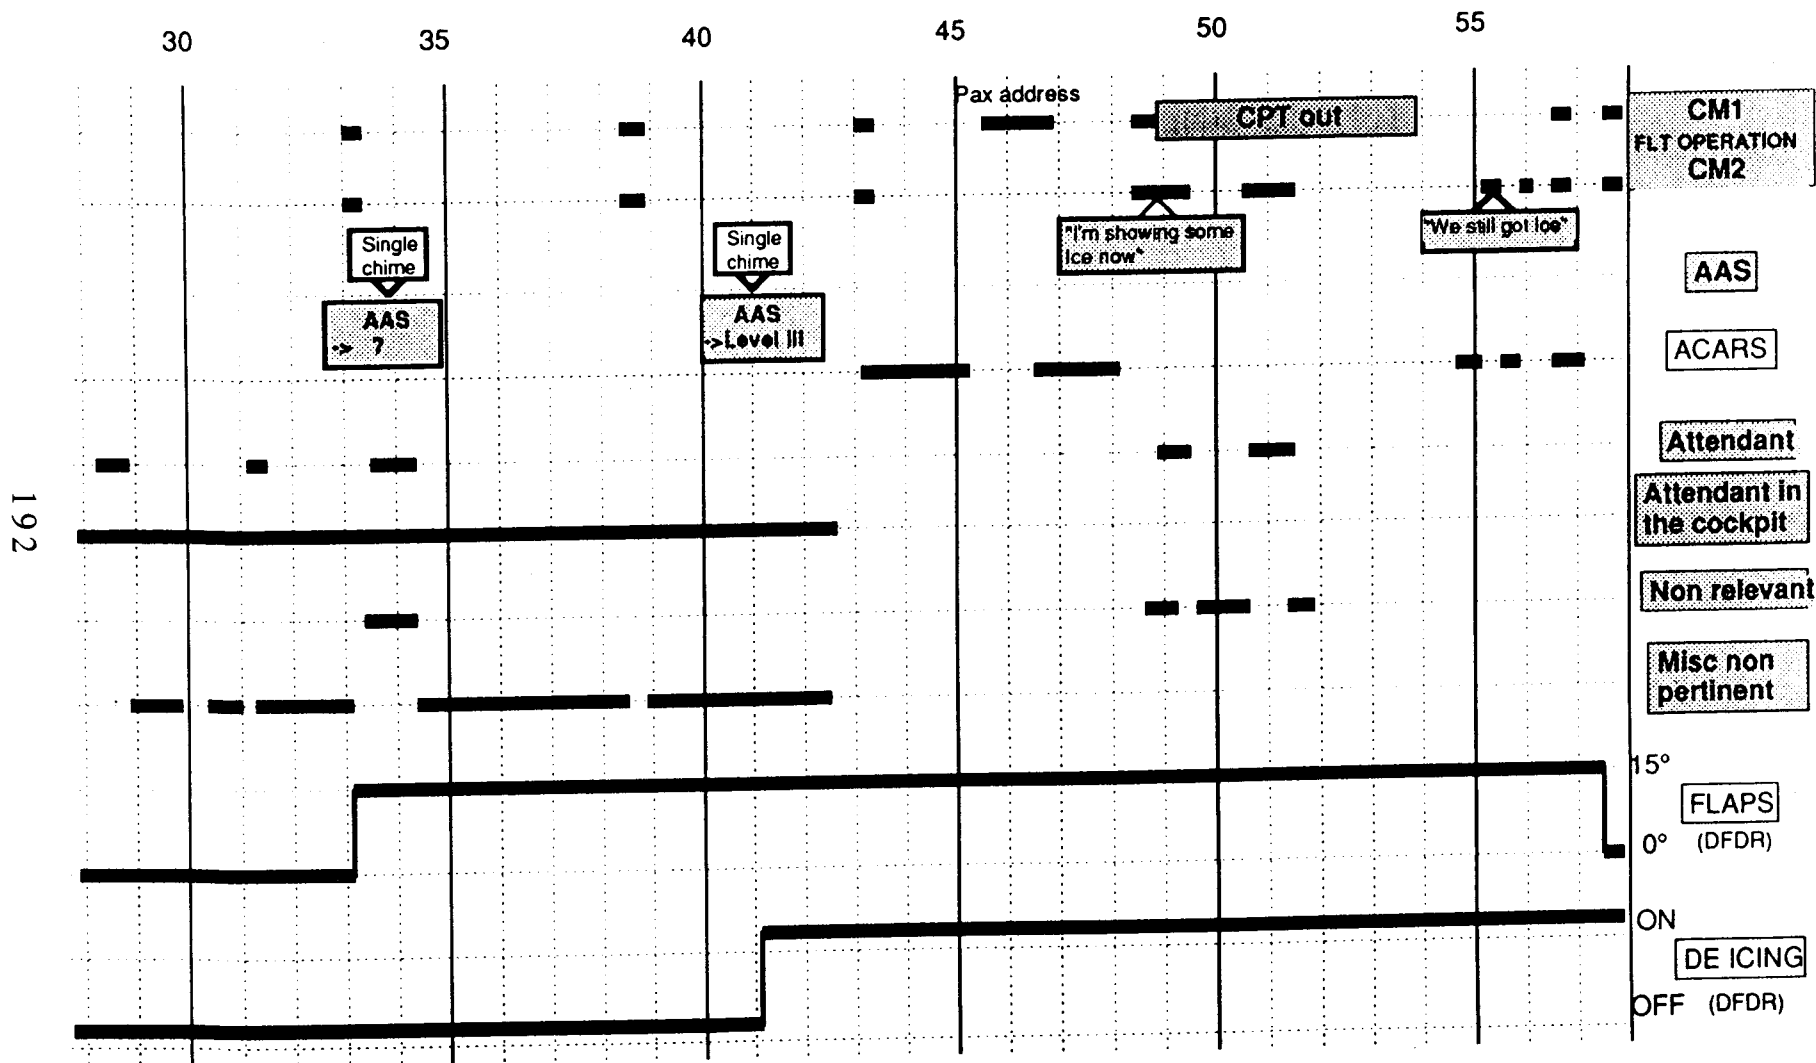 30 35 40 45 50 55
Pax address
CPT out
CM1
FLT OPERATION
CM2
"I'm showing some
Ice now"
"We still got Ice"
Single
chime
Single
chime
AAS
-> ?
AAS
->Level III
AAS
ACARS
Attendant
Attendant in
the cockpit
192
Non relevant
Misc non
pertinent
15°
FLAPS
0°
(DFDR)
ON
DE ICING
OFF
(DFDR)